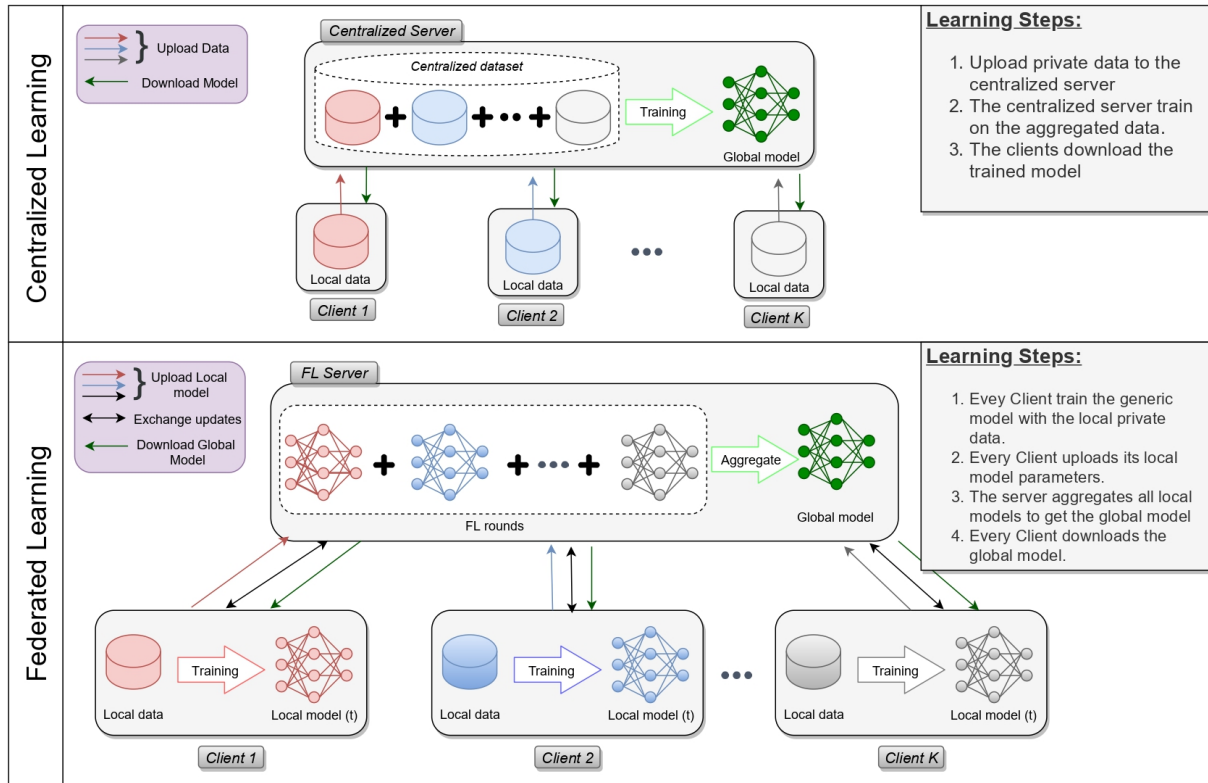 Centralized Learning
Upload Data
Download Model
Centralized Server
Centralized dataset
Training
Global model
Local data
Client 1
Local data
Client 2
Local data
Client K
Learning Steps:
1. Upload private data to the
centralized server
2. The centralized server train
on the aggregated data.
3. The clients download the
trained model
Federated Learning
Upload Local
model
Exchange updates
Download Global
Model
FL Server
FL rounds
Aggregate
Global model
Local data
Training
Local model (t)
Client 1
Local data
Training
Local model (t)
Client 2
Local data
Training
Local model (t)
Client K
Learning Steps:
1. Evey Client train the generic
model with the local private
data.
2. Every Client uploads its local
model parameters.
3. The server aggregates all local
models to get the global model
4. Every Client downloads the
global model.